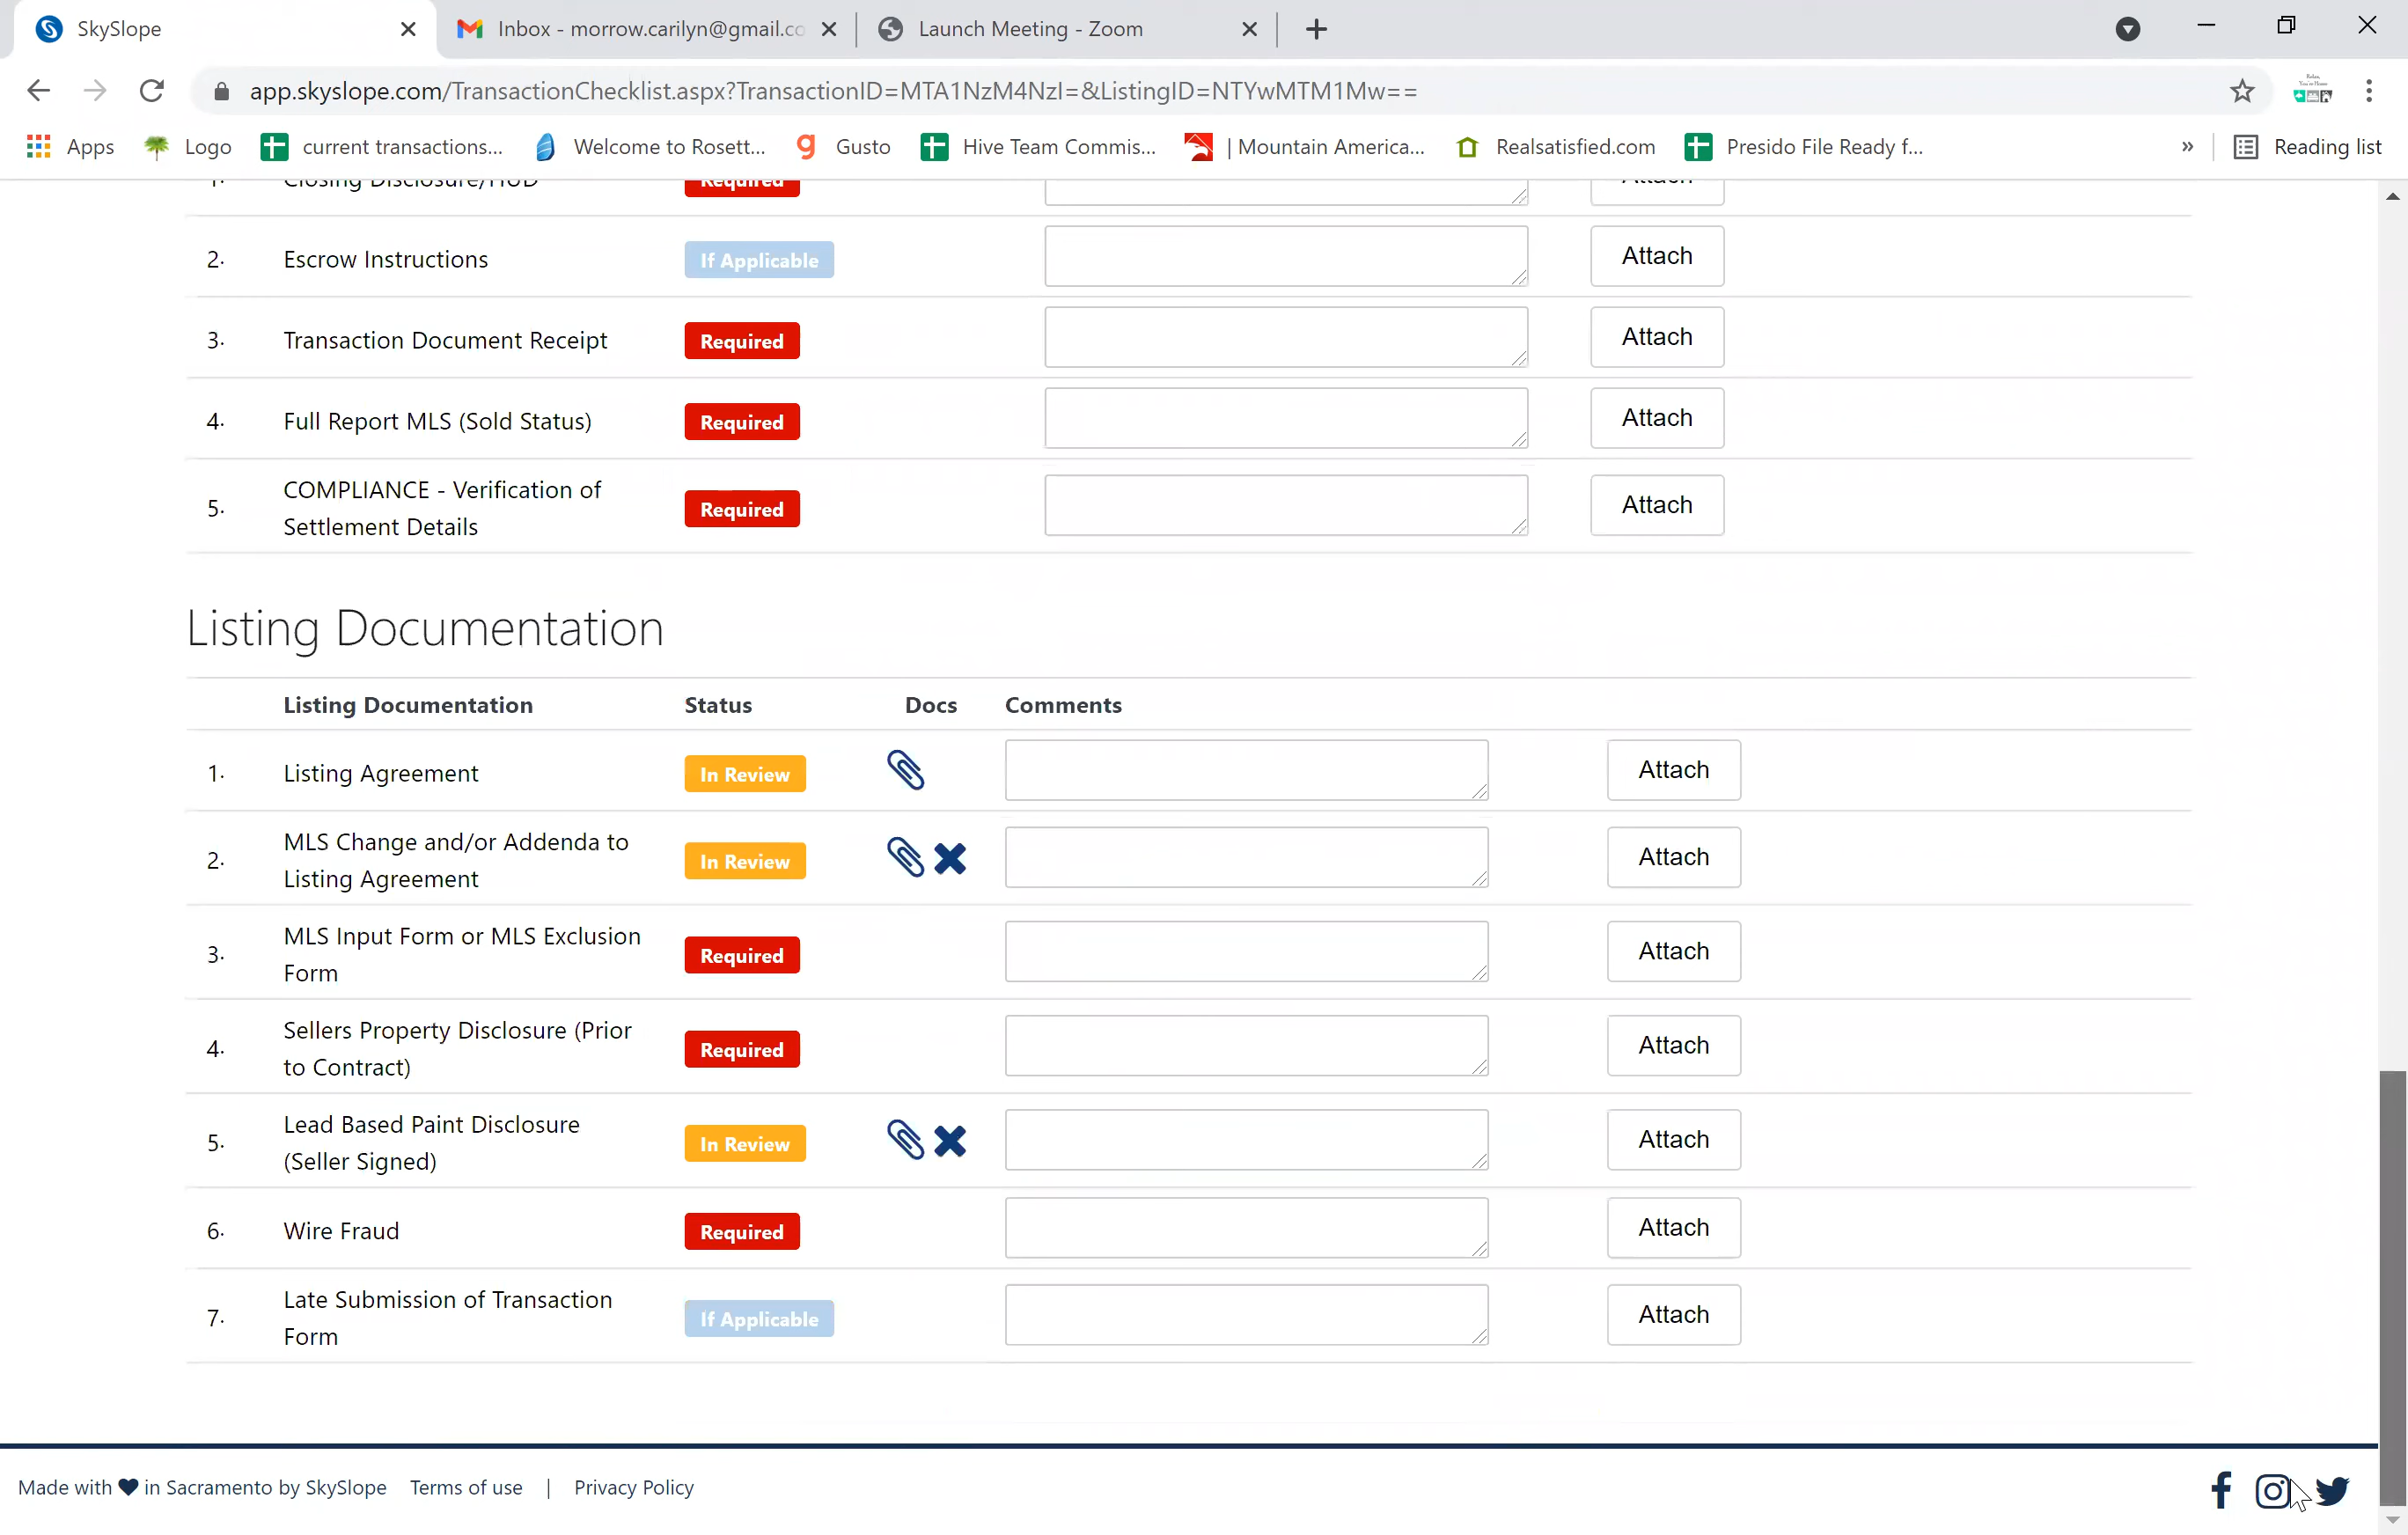 SkySlope
Inbox - morrow.carilyn@gmail.co
Launch Meeting - Zoom
app.skyslope.com/TransactionChecklist.aspx?TransactionID=MTA1NzM4NzI=&ListingID=NTYwMTM1Mw==
Apps Logo current transactions... Welcome to Rosett... Gusto Hive Team Commis... | Mountain America... Realsatisfied.com Presido File Ready f... » Reading list
1. Closing Disclosure/HUD Required Attach
2. Escrow Instructions If Applicable Attach
3. Transaction Document Receipt Required Attach
4. Full Report MLS (Sold Status) Required Attach
COMPLIANCE - Verification of
5. Settlement Details Required Attach
Listing Documentation
Listing Documentation Status Docs Comments
1. Listing Agreement In Review Attach
MLS Change and/or Addenda to
2. Listing Agreement In Review Attach
MLS Input Form or MLS Exclusion
3. Form Required Attach
Sellers Property Disclosure (Prior
4. to Contract) Required Attach
Lead Based Paint Disclosure
5. (Seller Signed) In Review Attach
6. Wire Fraud Required Attach
Late Submission of Transaction
7. Form If Applicable Attach
Made with in Sacramento by SkySlope Terms of use | Privacy Policy